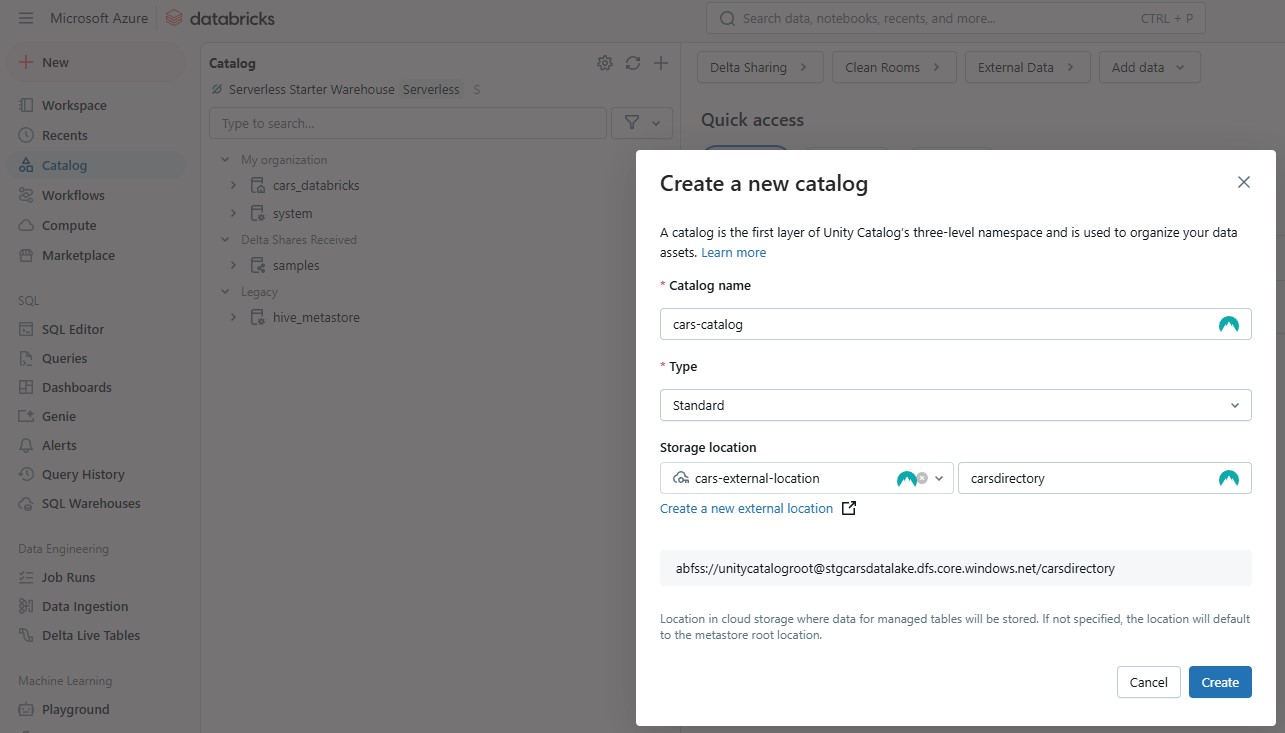 Microsoft Azure
databricks
Search data, notebooks, recents, and more...
CTRL + P
New
Workspace
Recents
Catalog
Workflows
Compute
Marketplace
SQL
SQL Editor
Queries
Dashboards
Genie
Alerts
Query History
SQL Warehouses
Data Engineering
Job Runs
Data Ingestion
Delta Live Tables
Machine Learning
Playground
Catalog
Serverless Starter Warehouse Serverless S
Type to search...
My organization
cars_databricks
system
Delta Shares Received
samples
Legacy
hive_metastore
Delta Sharing
Clean Rooms
External Data
Add data
Quick access
Create a new catalog
A catalog is the first layer of Unity Catalog's three-level namespace and is used to organize your data
assets. Learn more
* Catalog name
cars-catalog
* Type
Standard
Storage location
cars-external-location
carsdirectory
Create a new external location
abfss://unitycatalogroot@stgcarsdatalake.dfs.core.windows.net/carsdirectory
Location in cloud storage where data for managed tables will be stored. If not specified, the location will default
to the metastore root location.
Cancel
Create